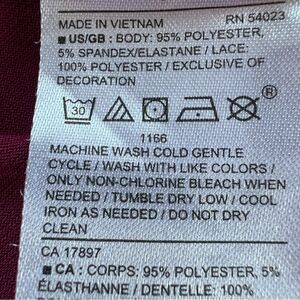 MADE IN VIETNAM RN 54023
■ US/GB : BODY: 95% POLYESTER,
5% SPANDEX/ELASTANE / LACE:
100% POLYESTER / EXCLUSIVE OF
DECORATION
30 ®
1166
MACHINE WASH COLD GENTLE
CYCLE / WASH WITH LIKE COLORS /
ONLY NON-CHLORINE BLEACH WHEN
NEEDED / TUMBLE DRY LOW / COOL
IRON AS NEEDED / DO NOT DRY
CLEAN
CA 17897
■ CA : CORPS: 95% POLYESTER, 5%
ÉLASTHANNE / DENTELLE: 100%